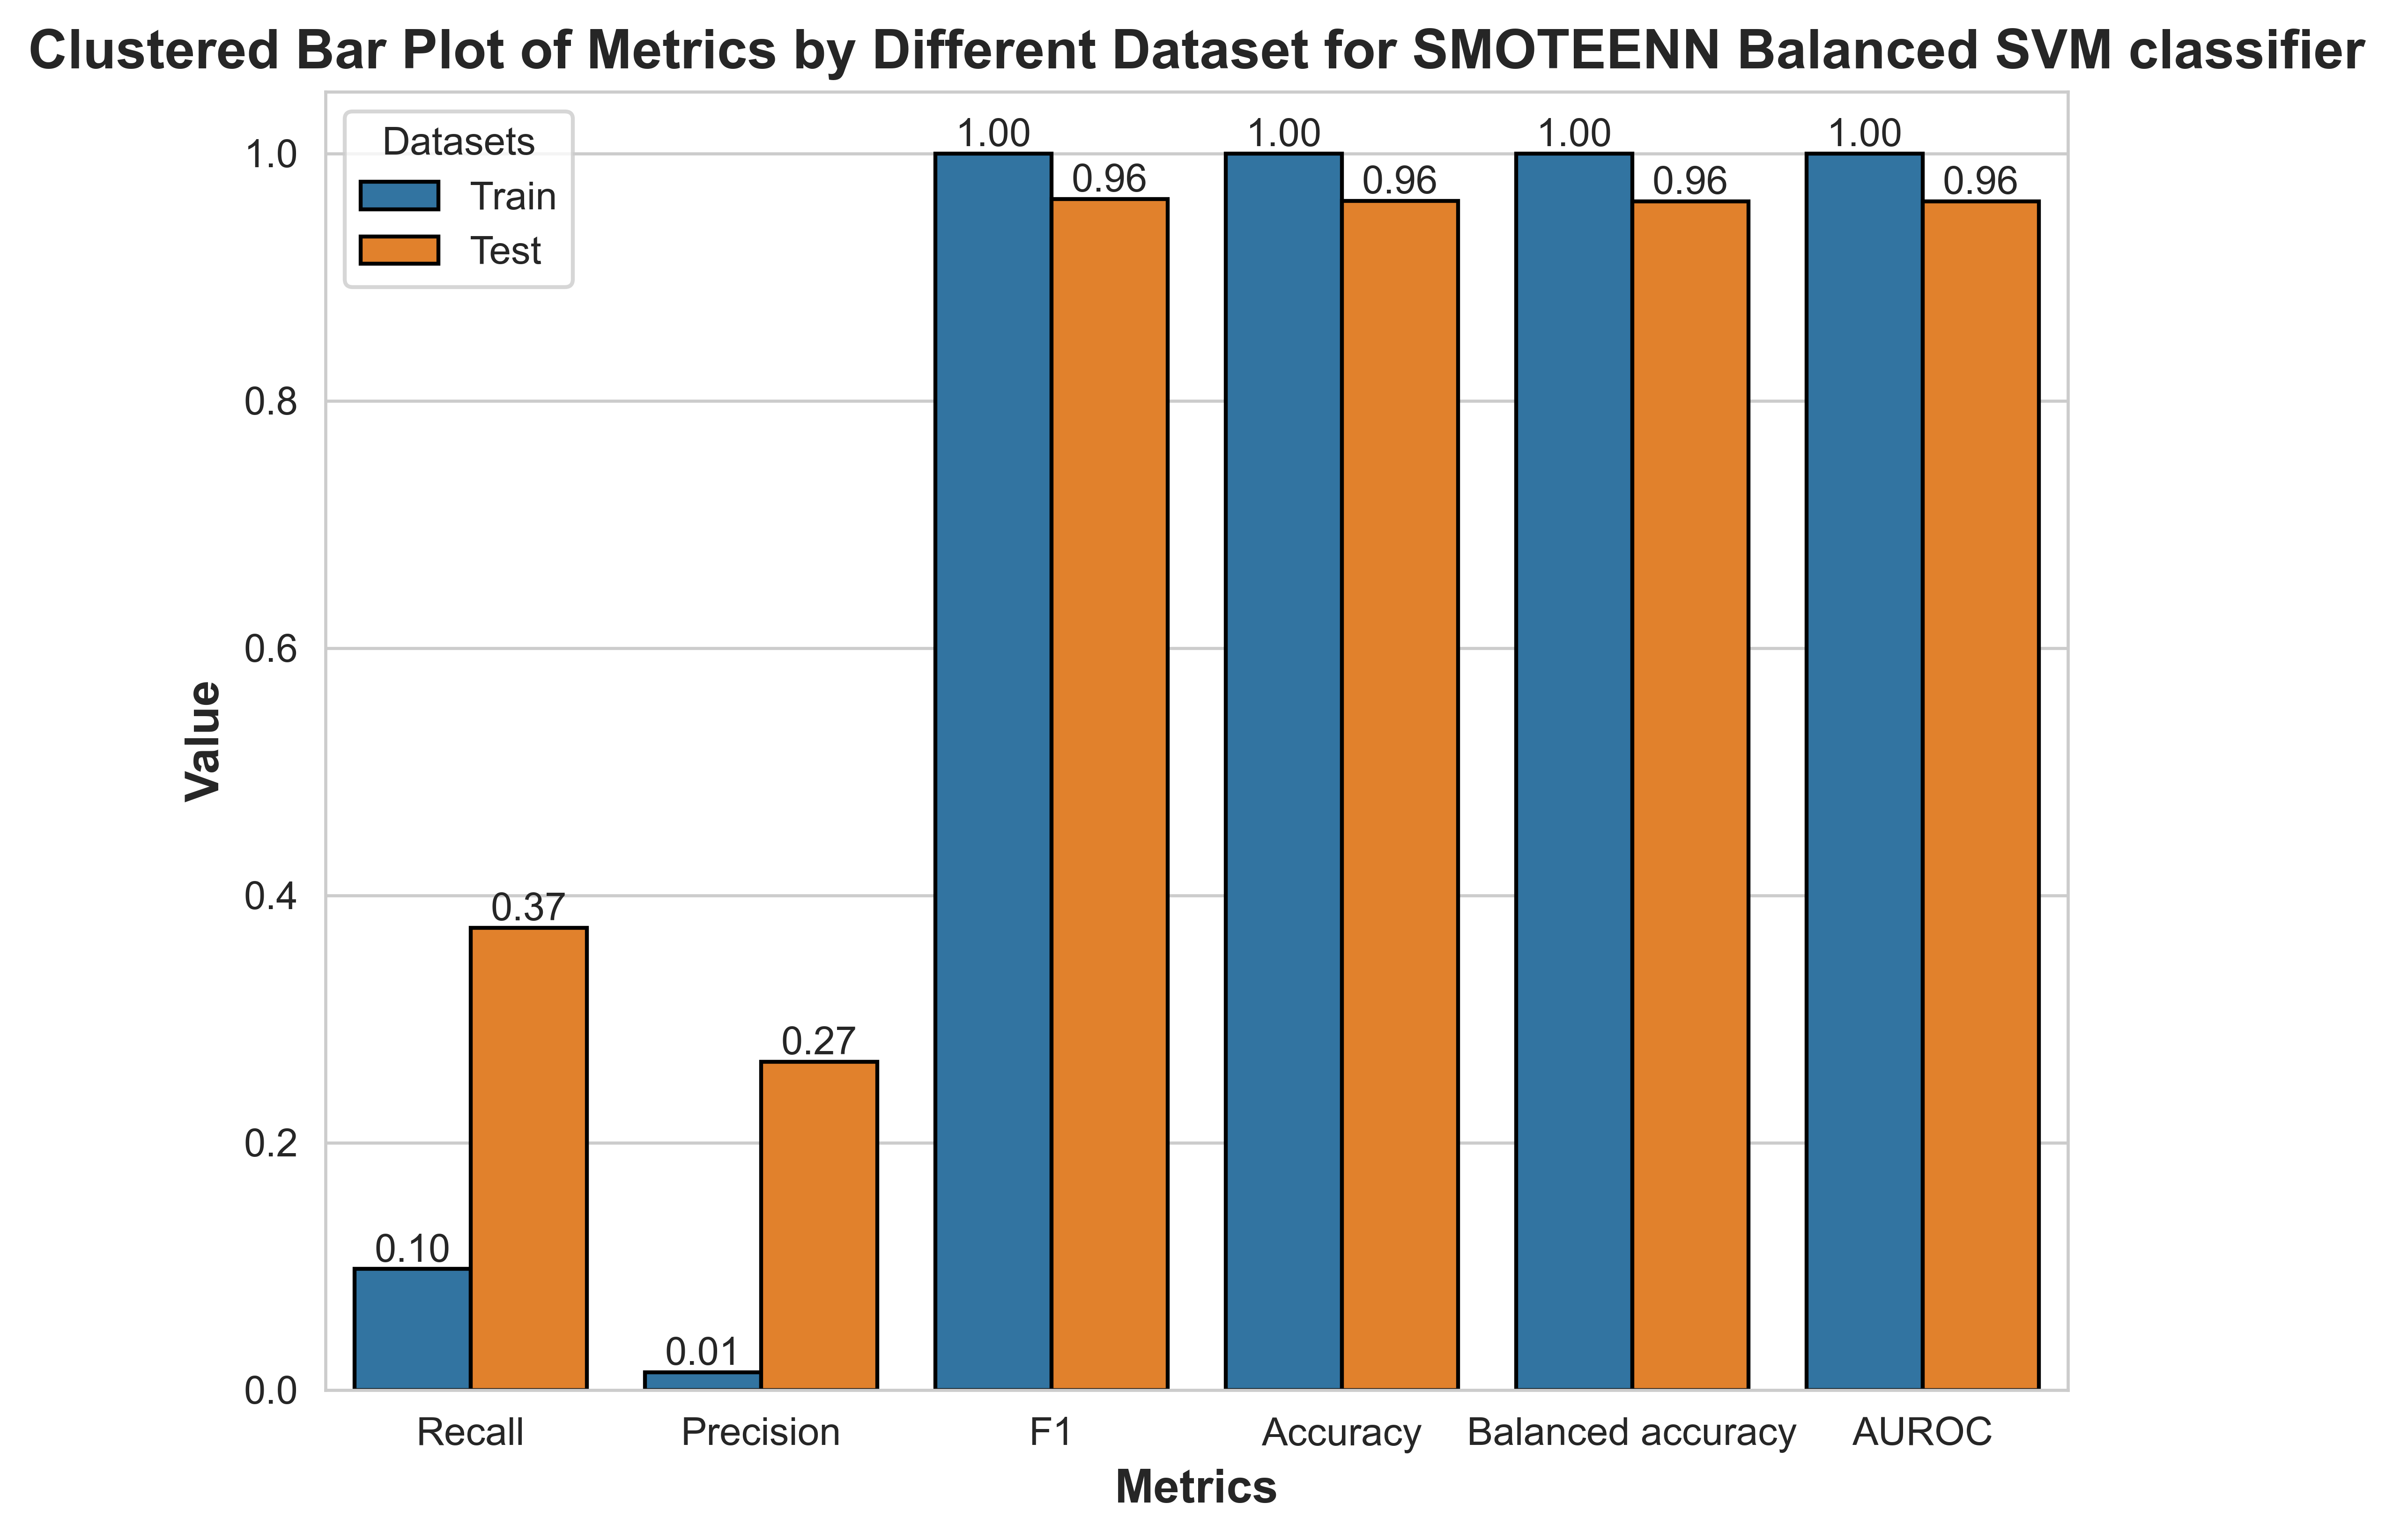 Clustered Bar Plot of Metrics by Different Dataset for SMOTEENN Balanced SVM classifier
Datasets
Train
Test
1.0
0.8
0.6
0.4
0.2
0.0
Value
0.10
0.37
0.01
0.27
1.00
0.96
1.00
0.96
1.00
0.96
1.00
0.96
Recall
Precision
F1
Accuracy
Balanced accuracy
AUROC
Metrics